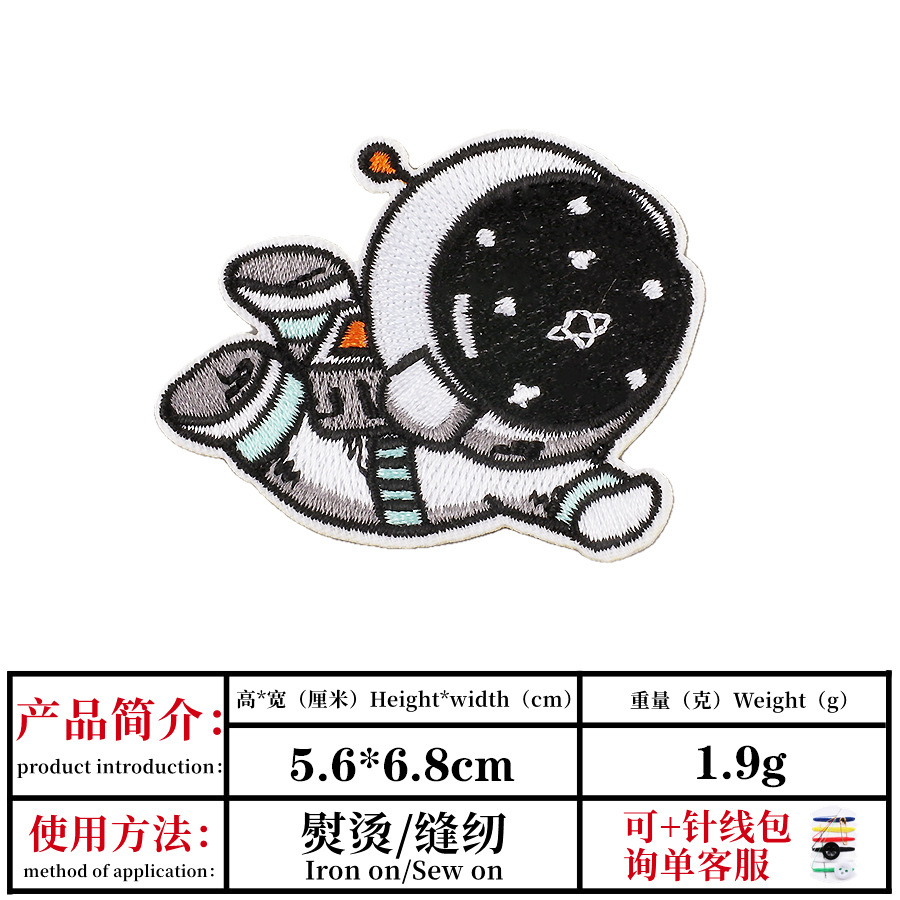 产品简介：
product introduction：
高*宽（厘米）Height*width（cm）
重量（克）Weight（g）
5.6*6.8cm
1.9g
使用方法：
method of application：
熨烫/缝纫
Iron on/Sew on
可+针线包
询单客服